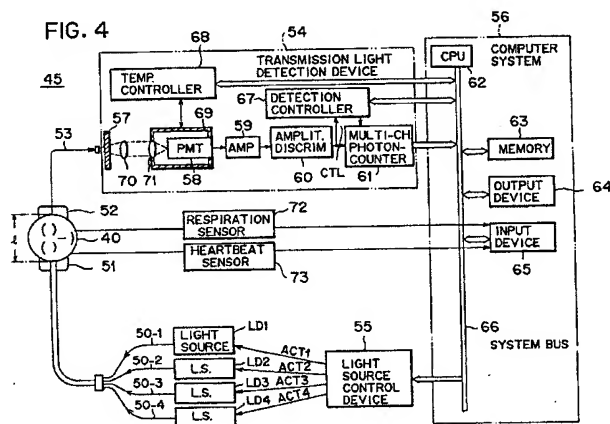 FIG. 4
45
54
TRANSMISSION LIGHT
DETECTION DEVICE
56
COMPUTER
SYSTEM
68
TEMP.
CONTROLLER
CPU
62
67
DETECTION
CONTROLLER
57
69
59
53
PMT
AMP
AMPLIT.
DISCRIM
MULTI-CH
PHOTON-
COUNTER
70
71
58
60
CTL
61
63
MEMORY
OUTPUT
DEVICE
64
INPUT
DEVICE
65
52
40
51
RESPIRATION
SENSOR
72
HEARTBEAT
SENSOR
73
66
SYSTEM BUS
50-1
LIGHT
SOURCE
LD1
ACT1
50-2
L.S.
LD2
ACT2
50-3
L.S.
LD3
ACT3
50-4
L.S.
LD4
ACT4
55
LIGHT
SOURCE
CONTROL
DEVICE